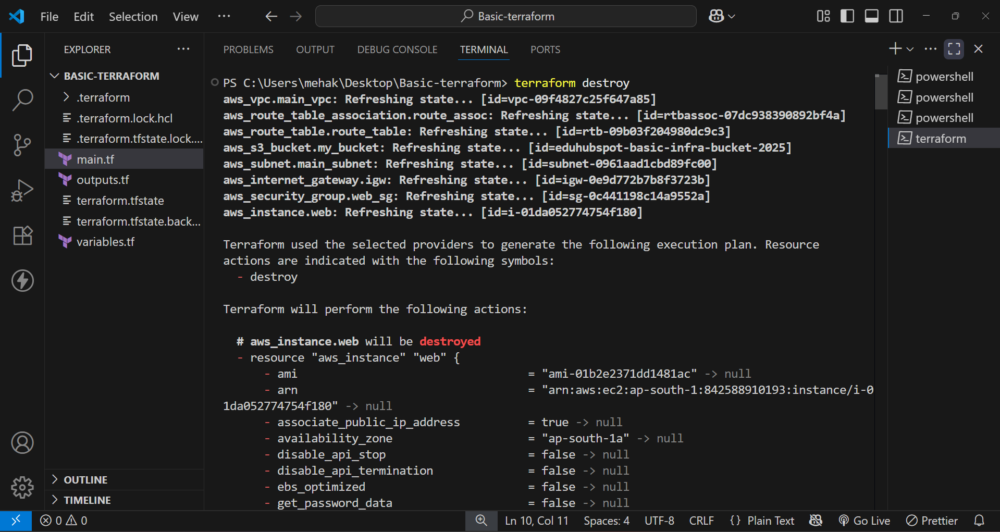 File Edit Selection View ··· Basic-terraform
EXPLORER ···
PROBLEMS OUTPUT DEBUG CONSOLE TERMINAL PORTS
BASIC-TERRAFORM
.terraform
.terraform.lock.hcl
.terraform.tfstate.lock....
main.tf
outputs.tf
terraform.tfstate
terraform.tfstate.back...
variables.tf
OUTLINE
TIMELINE
PS C:\Users\mehak\Desktop\Basic-terraform> terraform destroy
aws_vpc.main_vpc: Refreshing state... [id=vpc-09f4827c25f647a85]
aws_route_table_association.route_assoc: Refreshing state... [id=rtbassoc-07dc938390892bf4a]
aws_route_table.route_table: Refreshing state... [id=rtb-09b03f204980dc9c3]
aws_s3_bucket.my_bucket: Refreshing state... [id=eduhubspot-basic-infra-bucket-2025]
aws_subnet.main_subnet: Refreshing state... [id=subnet-0961aad1cbd89fc00]
aws_internet_gateway.igw: Refreshing state... [id=igw-0e9d772b7b8f3723b]
aws_security_group.web_sg: Refreshing state... [id=sg-0c441198c14a9552a]
aws_instance.web: Refreshing state... [id=i-01da052774754f180]
Terraform used the selected providers to generate the following execution plan. Resource
actions are indicated with the following symbols:
- destroy
Terraform will perform the following actions:
# aws_instance.web will be destroyed
- resource "aws_instance" "web" {
- ami = "ami-01b2e2371dd1481ac" -> null
- arn = "arn:aws:ec2:ap-south-1:842588910193:instance/i-0
1da052774754f180" -> null
- associate_public_ip_address = true -> null
- availability_zone = "ap-south-1a" -> null
- disable_api_stop = false -> null
- disable_api_termination = false -> null
- ebs_optimized = false -> null
- get_password_data = false -> null
powershell
powershell
powershell
terraform
0 0 Ln 10, Col 11 Spaces: 4 UTF-8 CRLF {} Plain Text Go Live Prettier